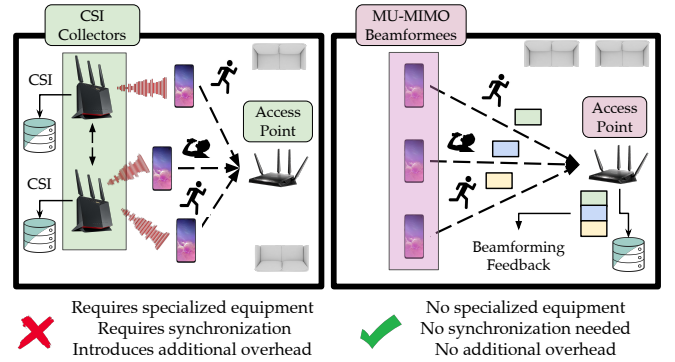 CSI
Collectors
CSI
CSI
Access
Point
Requires specialized equipment
Requires synchronization
Introduces additional overhead
MU-MIMO
Beamformees
Access
Point
Beamforming
Feedback
No specialized equipment
No synchronization needed
No additional overhead